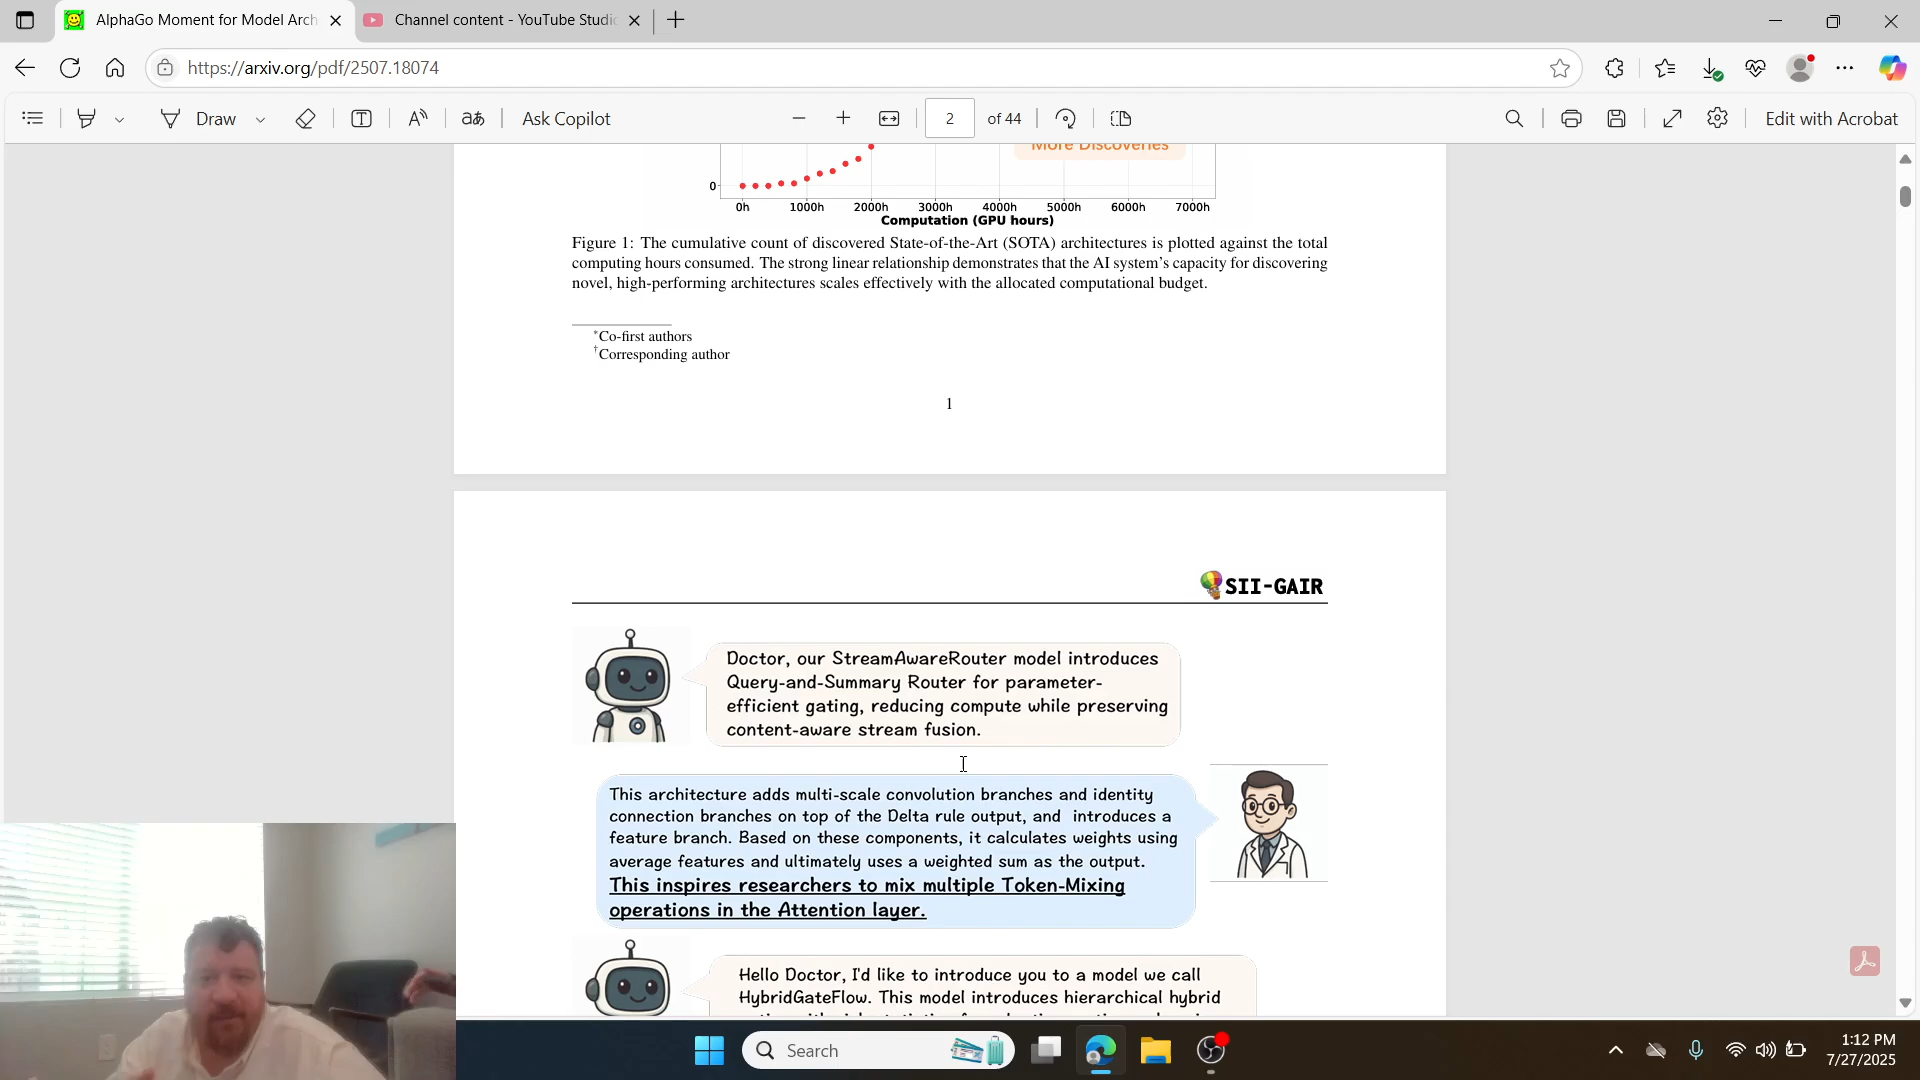 AlphaGo Moment for Model Arch
Channel content - YouTube Studio
https://arxiv.org/pdf/2507.18074
Draw
Ask Copilot
2
of 44
Edit with Acrobat
More Discoveries
0
0h 1000h 2000h 3000h 4000h 5000h 6000h 7000h
Computation (GPU hours)
Figure 1: The cumulative count of discovered State-of-the-Art (SOTA) architectures is plotted against the total
computing hours consumed. The strong linear relationship demonstrates that the AI system's capacity for discovering
novel, high-performing architectures scales effectively with the allocated computational budget.
*Co-first authors
†Corresponding author
1
SII-GAIR
Doctor, our StreamAwareRouter model introduces
Query-and-Summary Router for parameter-
efficient gating, reducing compute while preserving
content-aware stream fusion.
This architecture adds multi-scale convolution branches and identity
connection branches on top of the Delta rule output, and introduces a
feature branch. Based on these components, it calculates weights using
average features and ultimately uses a weighted sum as the output.
This inspires researchers to mix multiple Token-Mixing
operations in the Attention layer.
Hello Doctor, I'd like to introduce you to a model we call
HybridGateFlow. This model introduces hierarchical hybrid
Search
1:12 PM
7/27/2025